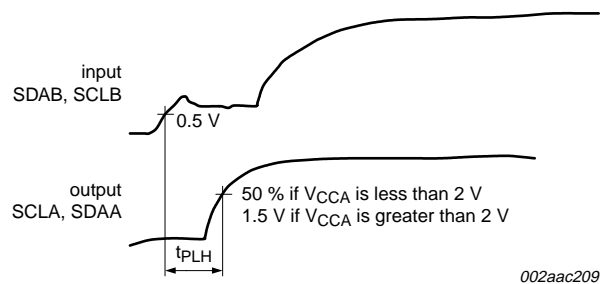 input
SDAB, SCLB
0.5 V
output
SCLA, SDAA
50 % if VCCA is less than 2 V
1.5 V if VCCA is greater than 2 V
tPLH
002aac209